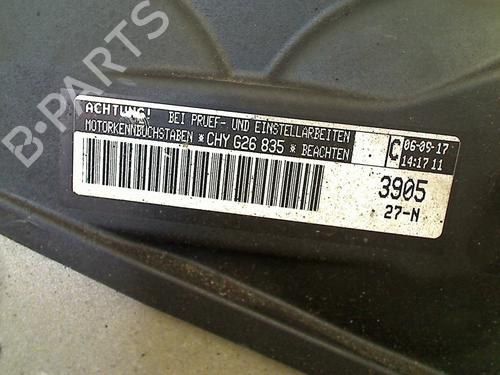 B-PARTS
ACHTUNG! BEI PRUEF- UND EINSTELLARBEITEN
MOTORKENNBUCHSTABEN *CHY G26 835* BEACHTEN
C 06-09-17
14:17 11
3905
27-N